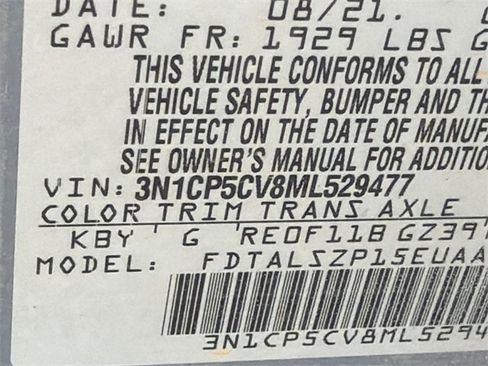 DATE: 08/21.
GAWR FR: 1929 LBS G
THIS VEHICLE CONFORMS TO ALL
VEHICLE SAFETY, BUMPER AND TH
IN EFFECT ON THE DATE OF MANUF
SEE OWNER'S MANUAL FOR ADDITIO
VIN: 3N1CP5CV8ML529477
COLOR TRIM TRANS AXLE
KBY G RE0F11B GZ397
MODEL: FDTALSZP15EUAA
3N1CP5CV8ML5294